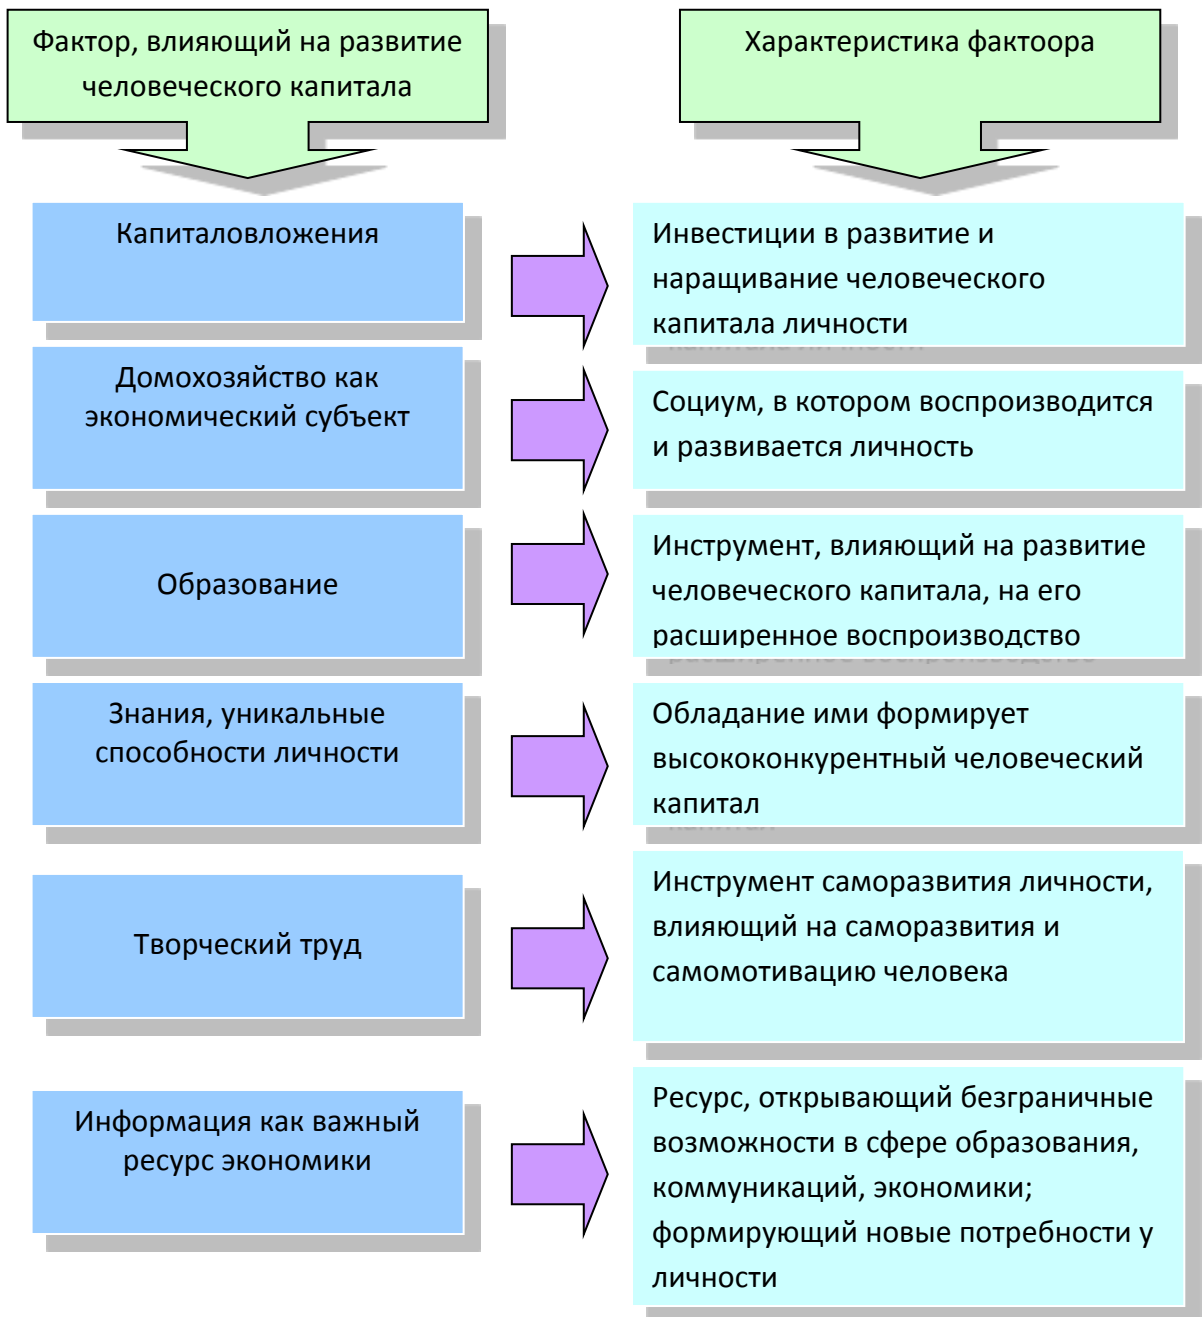 Фактор, влияющий на развитие
человеческого капитала
Характеристика фактоора
Капиталовложения
Инвестиции в развитие и
наращивание человеческого
капитала личности
Домохозяйство как
экономический субъект
Социум, в котором воспроизводится
и развивается личность
Образование
Инструмент, влияющий на развитие
человеческого капитала, на его
расширенное воспроизводство
Знания, уникальные
способности личности
Обладание ими формирует
высококонкурентный человеческий
капитал
Творческий труд
Инструмент саморазвития личности,
влияющий на саморазвития и
самомотивацию человека
Информация как важный
ресурс экономики
Ресурс, открывающий безграничные
возможности в сфере образования,
коммуникаций, экономики;
формирующий новые потребности у
личности